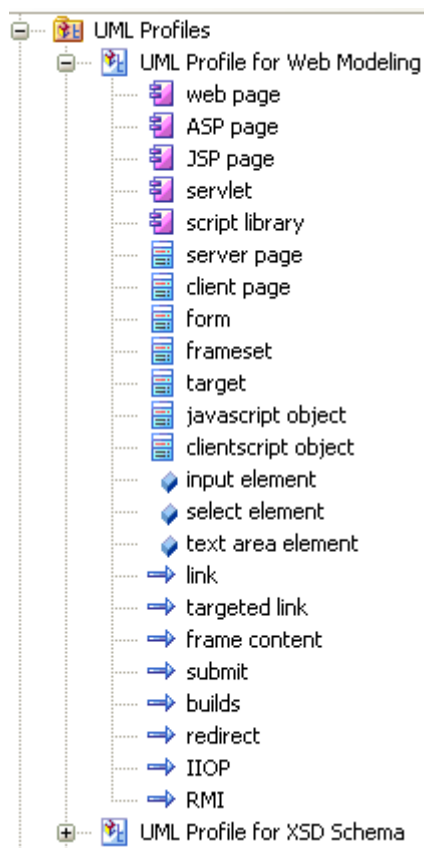 UML Profiles
UML Profile for Web Modeling
web page
ASP page
JSP page
servlet
script library
server page
client page
form
frameset
target
javascript object
clientscript object
input element
select element
text area element
link
targeted link
frame content
submit
builds
redirect
IIOP
RMI
UML Profile for XSD Schema